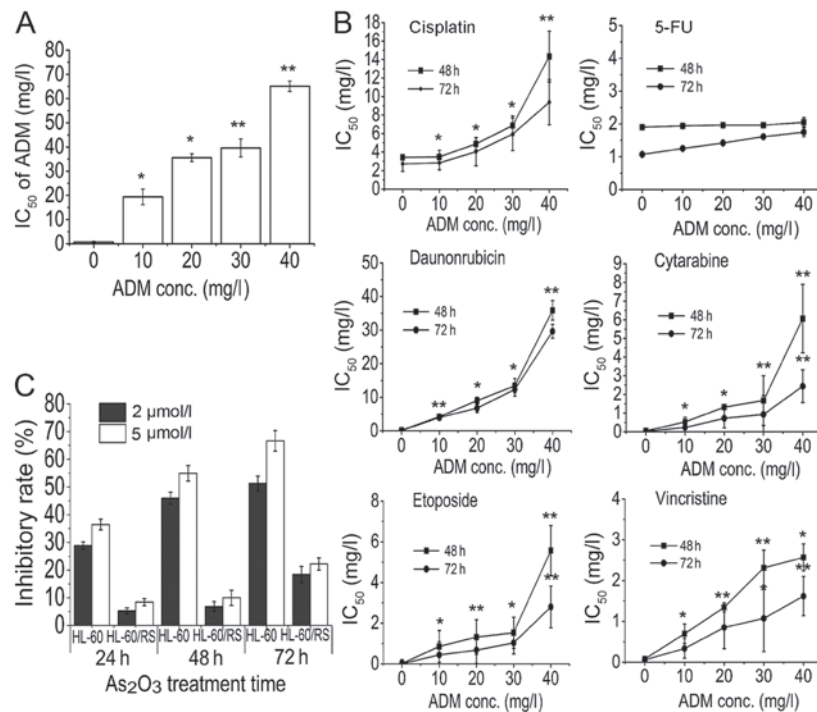 A
IC50 of ADM (mg/l)
80
70
60
50
40
30
20
10
0
*
*
**
**
0 10 20 30 40
ADM conc. (mg/l)
B
Cisplatin
IC50 (mg/l)
18
16
14
12
10
8
6
4
2
0
48 h
72 h
*
*
*
**
0 10 20 30 40
ADM conc. (mg/l)
5-FU
IC50 (mg/l)
5
4
3
2
1
0
48 h
72 h
0 10 20 30 40
ADM conc. (mg/l)
Daunonrubicin
IC50 (mg/l)
50
40
30
20
10
0
48 h
72 h
**
*
*
**
0 10 20 30 40
ADM conc. (mg/l)
Cytarabine
IC50 (mg/l)
9
8
7
6
5
4
3
2
1
0
48 h
72 h
*
*
**
**
**
0 10 20 30 40
ADM conc. (mg/l)
Etoposide
IC50 (mg/l)
8
6
4
2
0
48 h
72 h
*
**
*
**
**
0 10 20 30 40
ADM conc. (mg/l)
Vincristine
IC50 (mg/l)
4
3
2
1
0
48 h
72 h
*
**
**
*
*
**
0 10 20 30 40
ADM conc. (mg/l)
C
Inhibitory rate (%)
80
70
60
50
40
30
20
10
0
2 µmol/l
5 µmol/l
HL-60 HL-60/RS HL-60 HL-60/RS HL-60 HL-60/RS
24 h 48 h 72 h
As2O3 treatment time